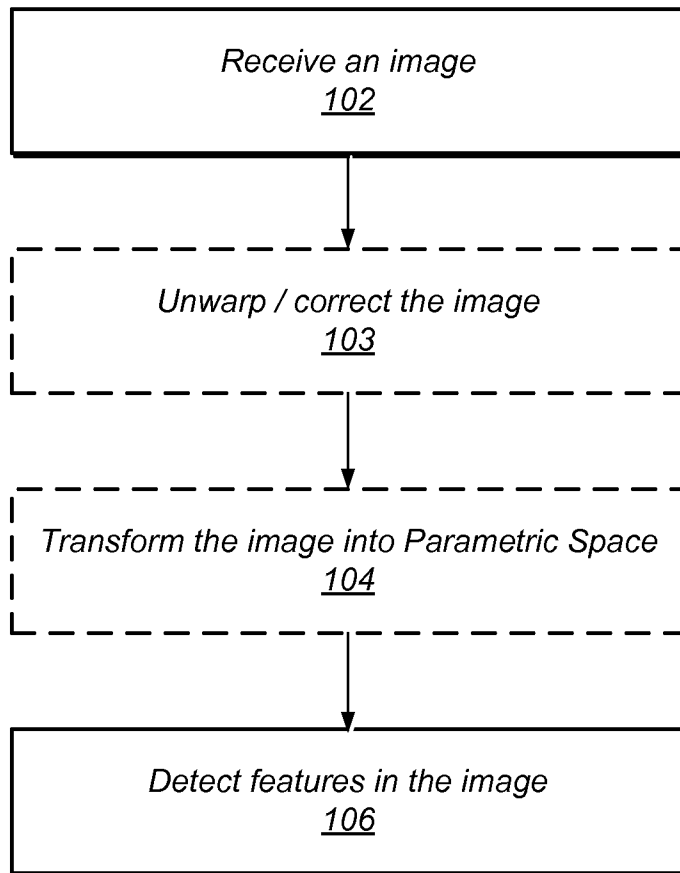 Receive an image
102
Unwarp / correct the image
103
Transform the image into Parametric Space
104
Detect features in the image
106